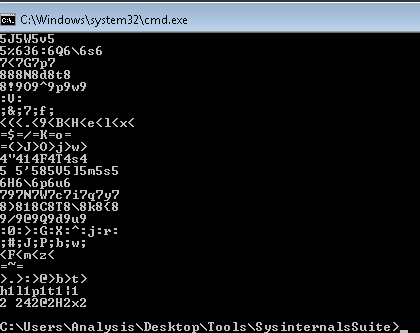 C:\Windows\system32\cmd.exe
5J5W5v5
5%636:6Q6\6s6
7<7G7p7
888N8d8t8
8!9O9^9p9w9
:V:
;&;7;f;
<<<.<9<B<H<e<l<x<
=$=/=K=o=
=<>J>O>j>w>
4"414F4T4s4
5 5'585V5]5m5s5
6H6\6p6u6
797N7W7c7i7q7y7
8>818C8T8\8k8<8
9/9@9Q9d9u9
:0:>:G:X:^:j:r:
;#;J;P;b;w;
<F<m<z<
=~=
>.>:>@>b>t>
h1l1p1t1|1
2 242@2H2x2
C:\Users\Analysis\Desktop\Tools\SysinternalsSuite>